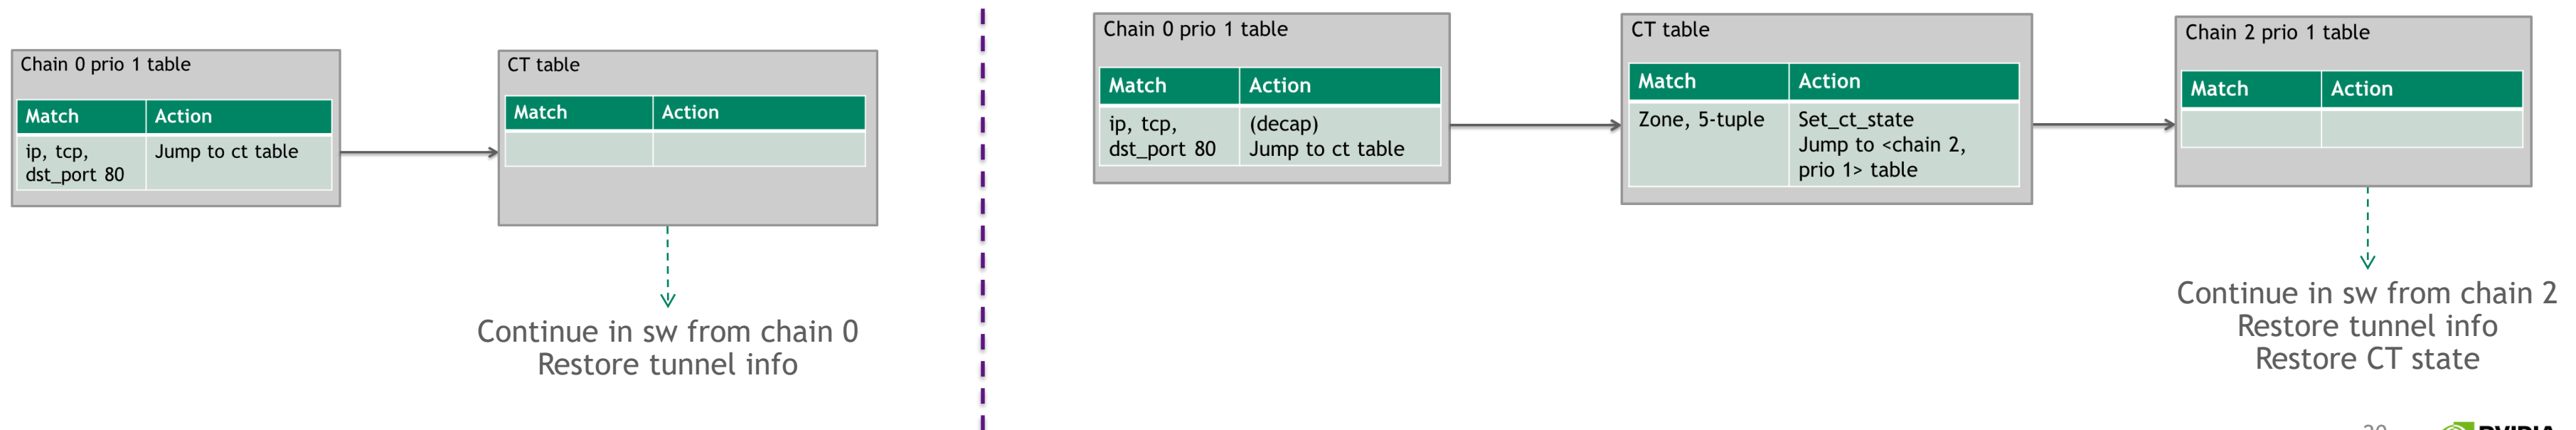 Chain 0 prio 1 table
Match Action
ip, tcp, Jump to ct table
dst_port 80
CT table
Match Action
Continue in sw from chain 0
Restore tunnel info
Chain 0 prio 1 table
Match Action
ip, tcp, (decap)
dst_port 80 Jump to ct table
CT table
Match Action
Zone, 5-tuple Set_ct_state
Jump to <chain 2,
prio 1> table
Chain 2 prio 1 table
Match Action
Continue in sw from chain 2
Restore tunnel info
Restore CT state